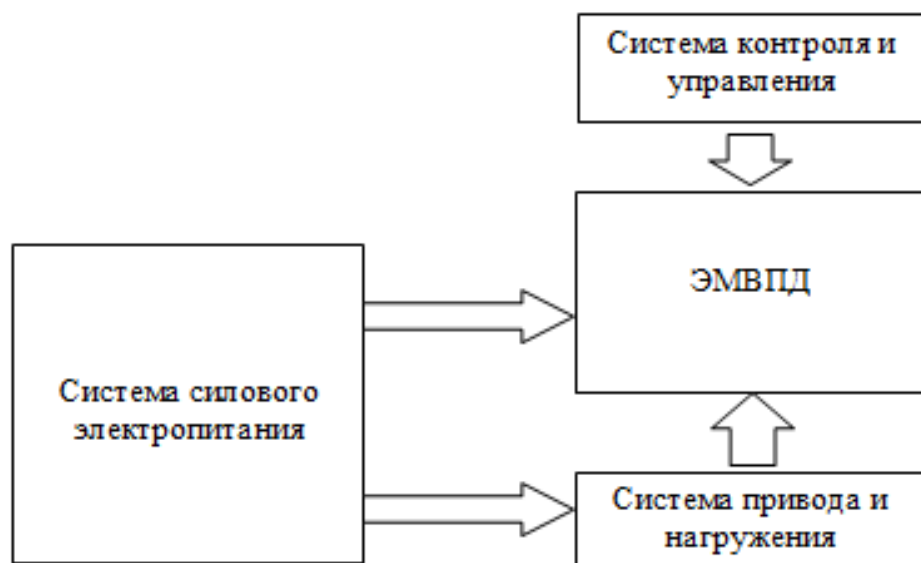 Система контроля и
управления
ЭМВПД
Система силового
электропитания
Система привода и
нагружения